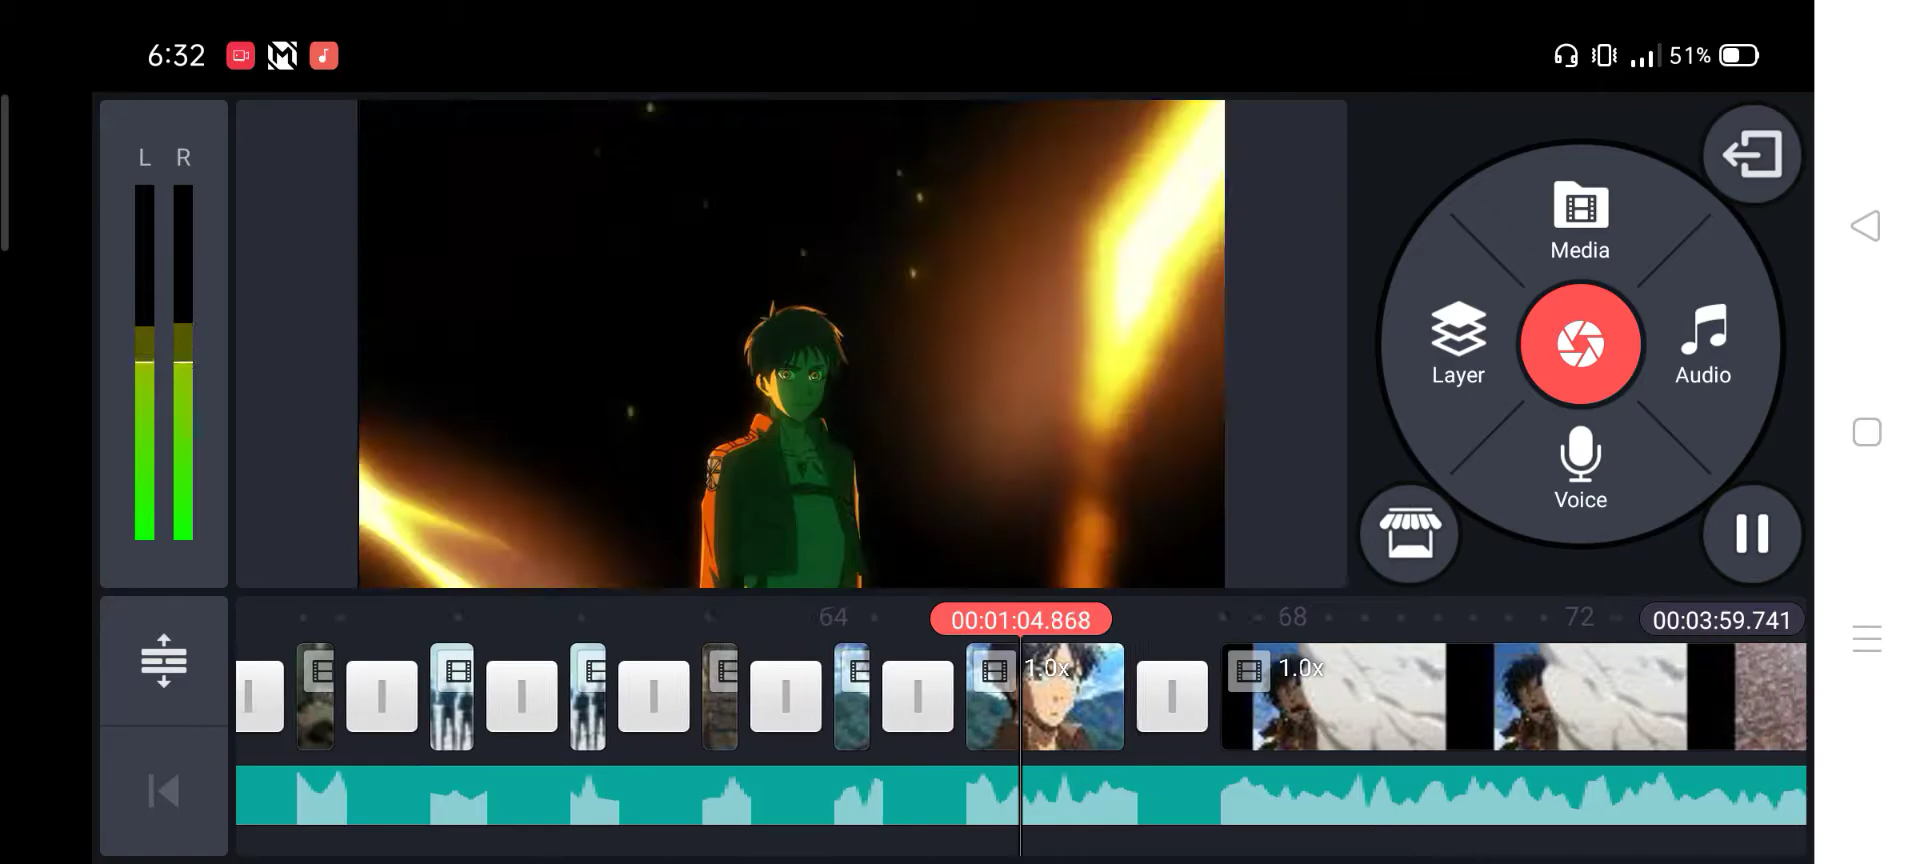 6:32
51%
L R
Media
Layer
Audio
Voice
64
00:01:04.868
68
72
00:03:59.741
1.0x
1.0x